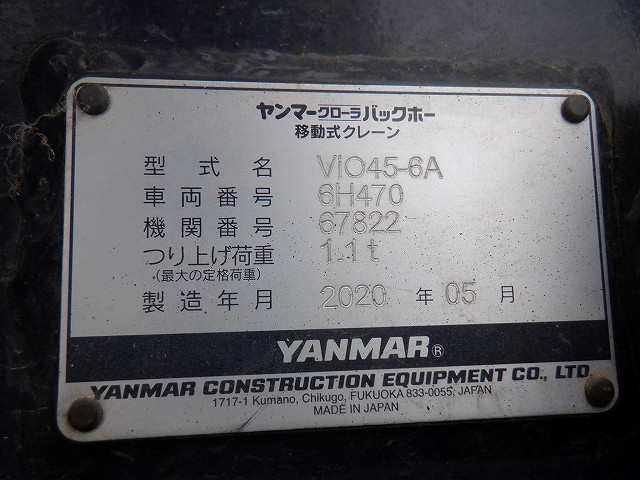 ヤンマークローラバックホー
移動式クレーン
型式名 ViO45-6A
車両番号 6H470
機関番号 67822
つり上げ荷重 1.1t
(最大の定格荷重)
製造年月 2020 年 05 月
YANMAR®
YANMAR CONSTRUCTION EQUIPMENT CO., LTD.
1717-1 Kumano, Chikugo, FUKUOKA 833-0055, JAPAN
MADE IN JAPAN